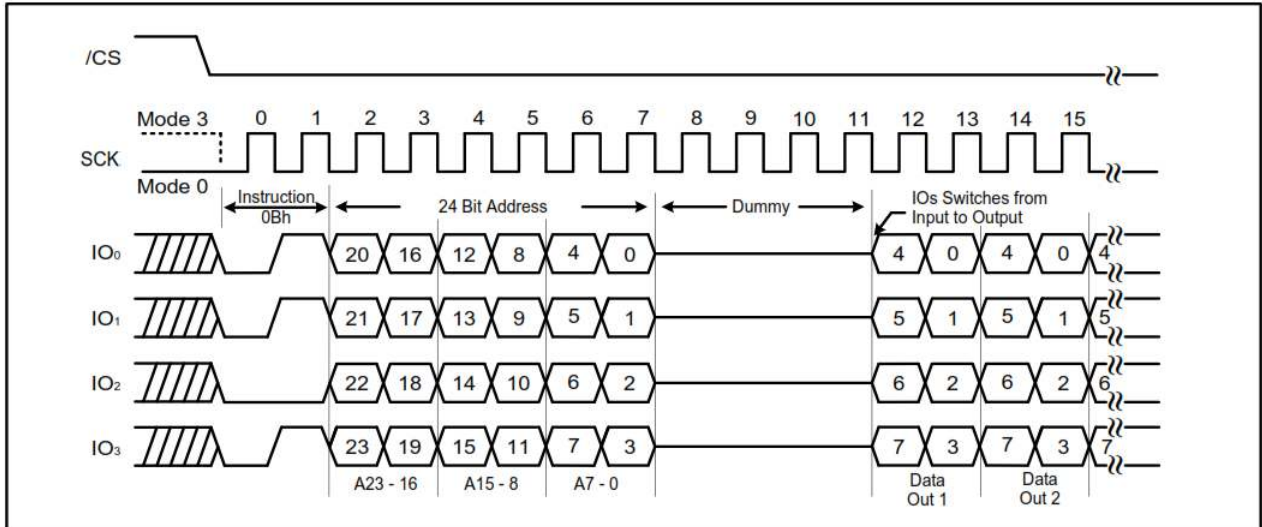 /CS
Mode 3 0 1 2 3 4 5 6 7 8 9 10 11 12 13 14 15
SCK
Mode 0
Instruction
0Bh
24 Bit Address
Dummy
IOs Switches from
Input to Output
IO₀ 20 16 12 8 4 0 4 0 4 0 4
IO₁ 21 17 13 9 5 1 5 1 5 1 5
IO₂ 22 18 14 10 6 2 6 2 6 2 6
IO₃ 23 19 15 11 7 3 7 3 7 3 7
A23 - 16 A15 - 8 A7 - 0
Data
Out 1
Data
Out 2